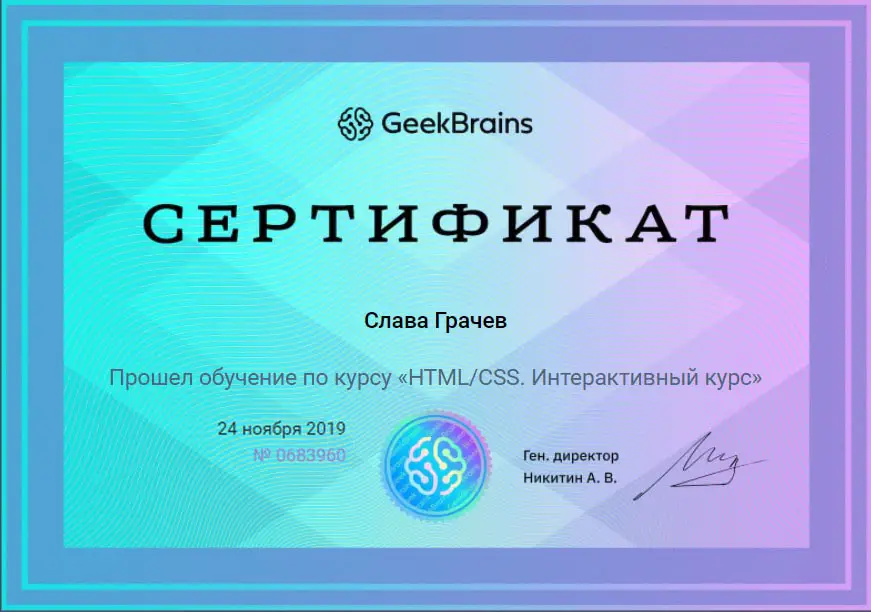 GeekBrains
СЕРТИФИКАТ
Слава Грачев
Прошел обучение по курсу «HTML/CSS. Интерактивный курс»
24 ноября 2019
№ 0683960
Ген. директор
Никитин А. В.